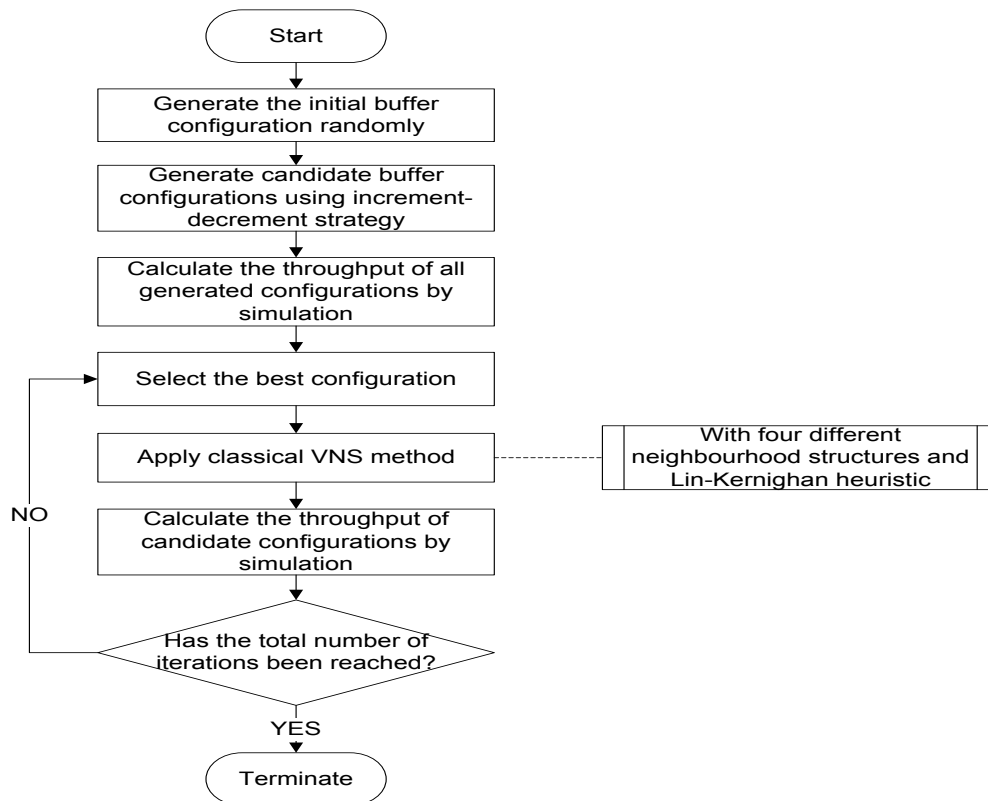 Start
Generate the initial buffer
configuration randomly
Generate candidate buffer
configurations using increment-
decrement strategy
Calculate the throughput of all
generated configurations by
simulation
Select the best configuration
Apply classical VNS method
With four different
neighbourhood structures and
Lin-Kernighan heuristic
NO
Calculate the throughput of
candidate configurations by
simulation
Has the total number of
iterations been reached?
YES
Terminate